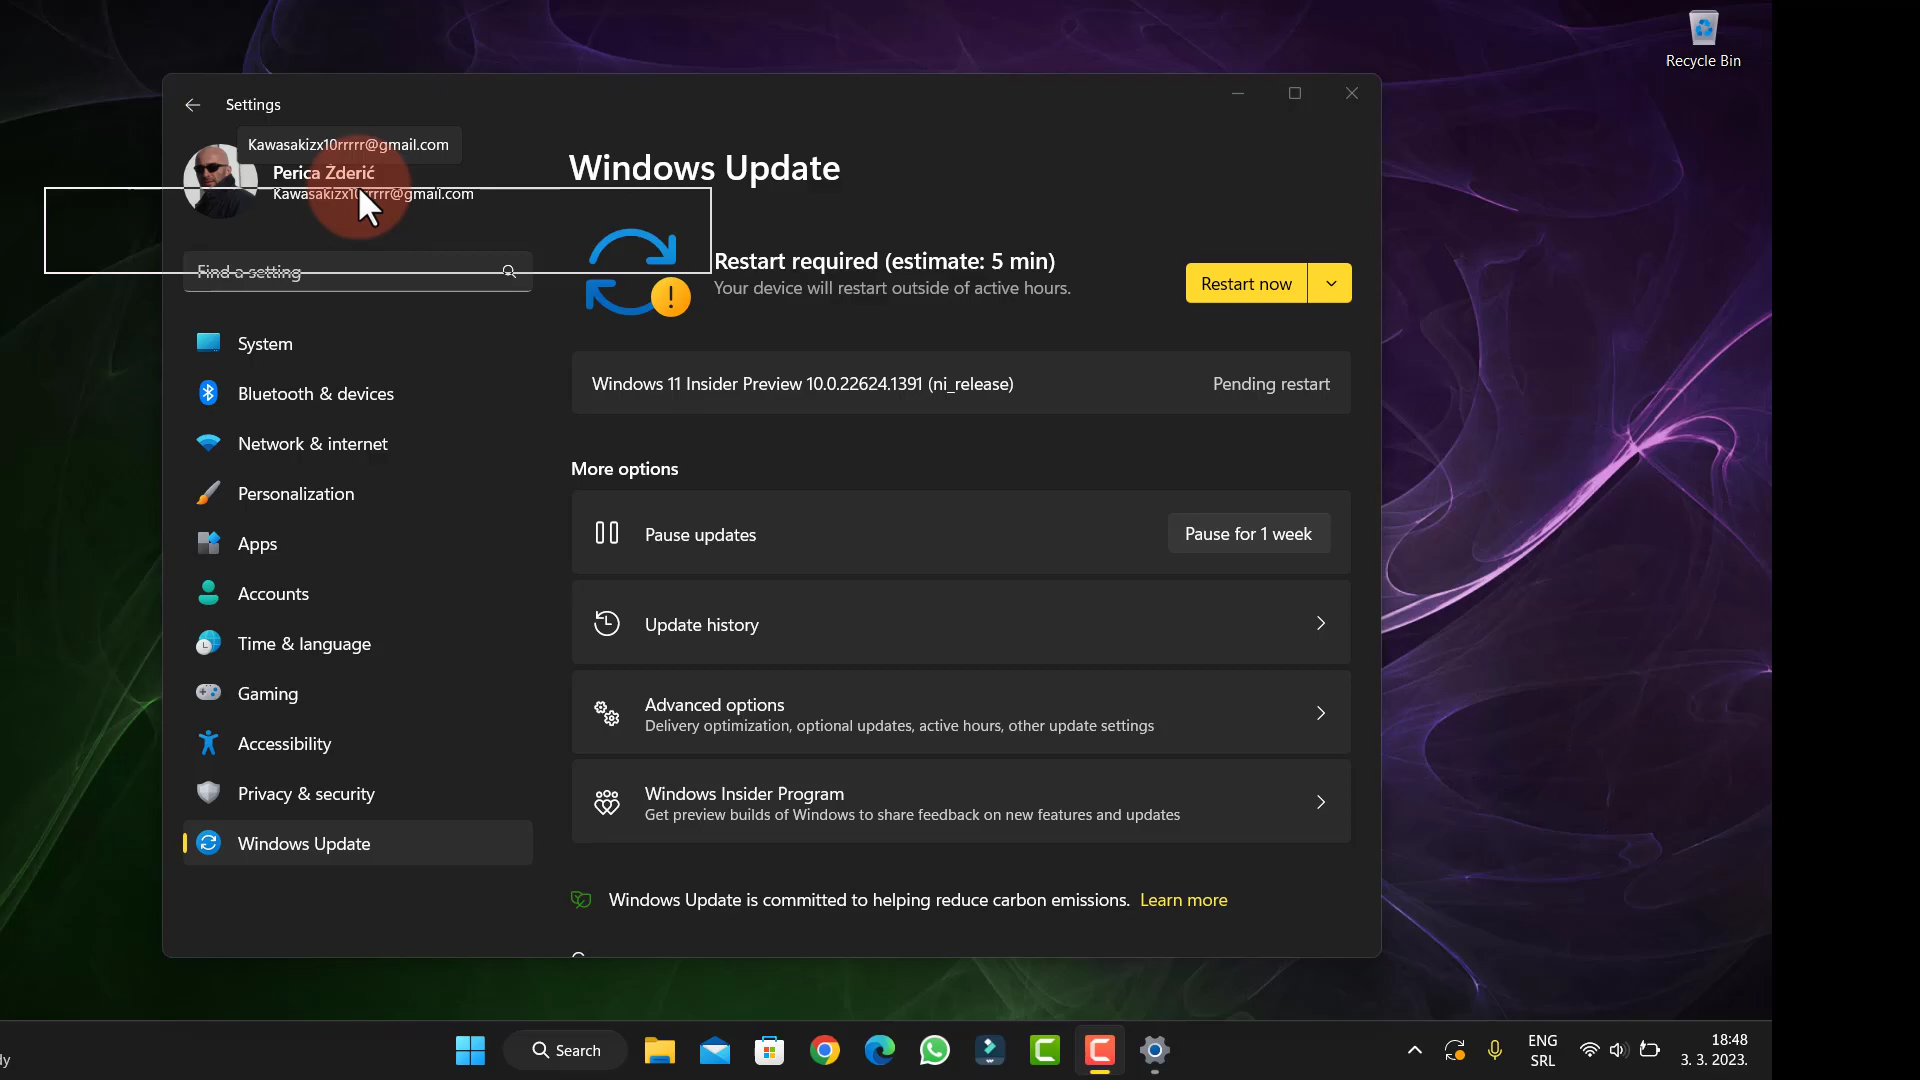 Recycle Bin
Settings
Kawasakizx10rrrrr@gmail.com
Perica Žderić
Find a setting
System
Bluetooth & devices
Network & internet
Personalization
Apps
Accounts
Time & language
Gaming
Accessibility
Privacy & security
Windows Update
Windows Update
Restart required (estimate: 5 min)
Your device will restart outside of active hours.
Restart now
Windows 11 Insider Preview 10.0.22624.1391 (ni_release)
Pending restart
More options
Pause updates
Pause for 1 week
Update history
Advanced options
Delivery optimization, optional updates, active hours, other update settings
Windows Insider Program
Get preview builds of Windows to share feedback on new features and updates
Windows Update is committed to helping reduce carbon emissions. Learn more
Search
ENG
SRL
18:48
3. 3. 2023.